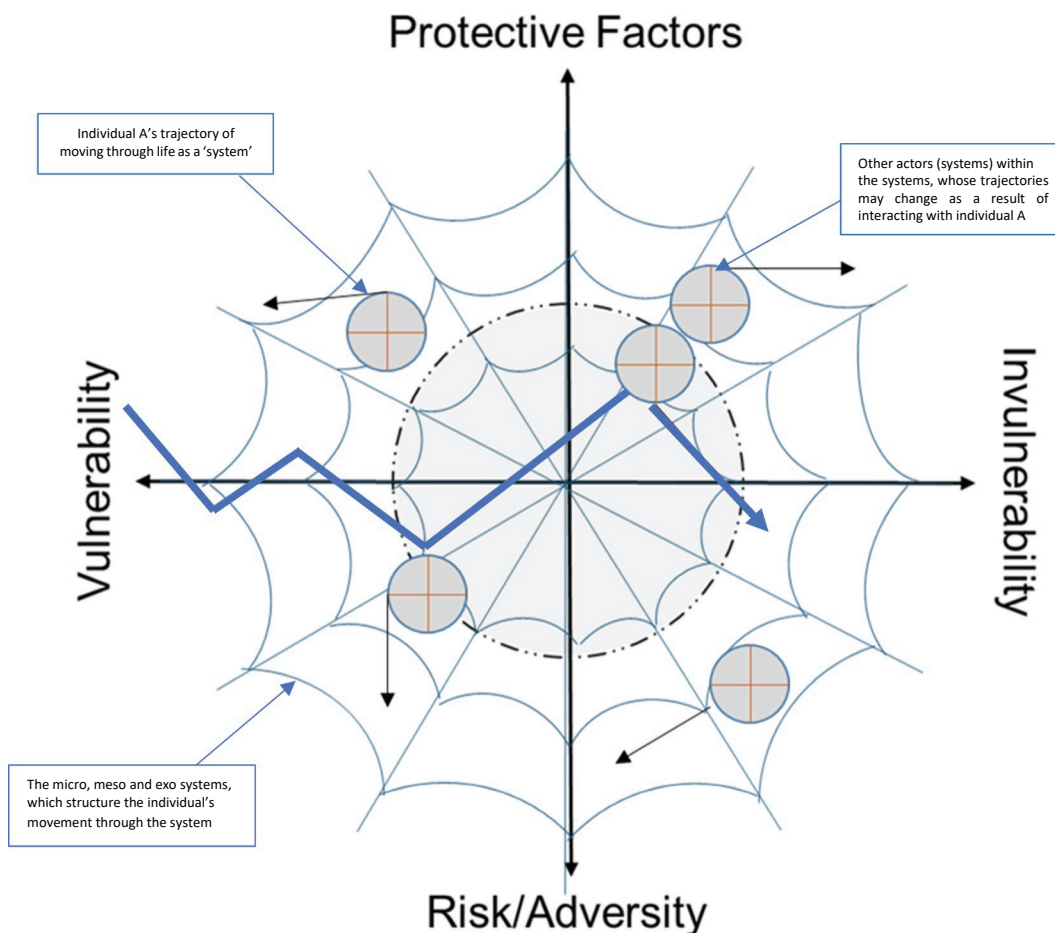 Protective Factors
Individual A’s trajectory of
moving through life as a ‘system’
Other actors (systems) within
the systems, whose trajectories
may change as a result of
interacting with individual A
Vulnerability
Invulnerability
The micro, meso and exo systems,
which structure the individual’s
movement through the system
Risk/Adversity